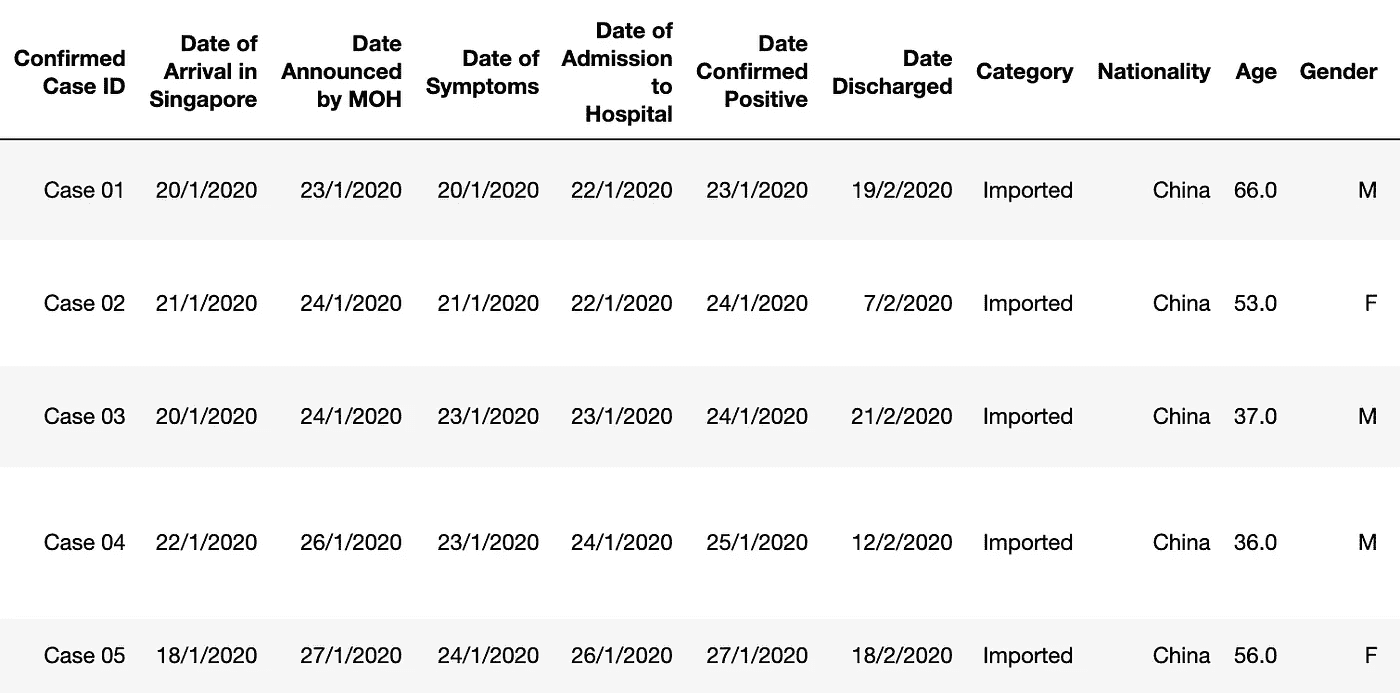 Confirmed Case ID Date of Arrival in Singapore Date Announced by MOH Date of Symptoms Date of Admission to Hospital Date Confirmed Positive Date Discharged Category Nationality Age Gender
Case 01 20/1/2020 23/1/2020 20/1/2020 22/1/2020 23/1/2020 19/2/2020 Imported China 66.0 M
Case 02 21/1/2020 24/1/2020 21/1/2020 22/1/2020 24/1/2020 7/2/2020 Imported China 53.0 F
Case 03 20/1/2020 24/1/2020 23/1/2020 23/1/2020 24/1/2020 21/2/2020 Imported China 37.0 M
Case 04 22/1/2020 26/1/2020 23/1/2020 24/1/2020 25/1/2020 12/2/2020 Imported China 36.0 M
Case 05 18/1/2020 27/1/2020 24/1/2020 26/1/2020 27/1/2020 18/2/2020 Imported China 56.0 F